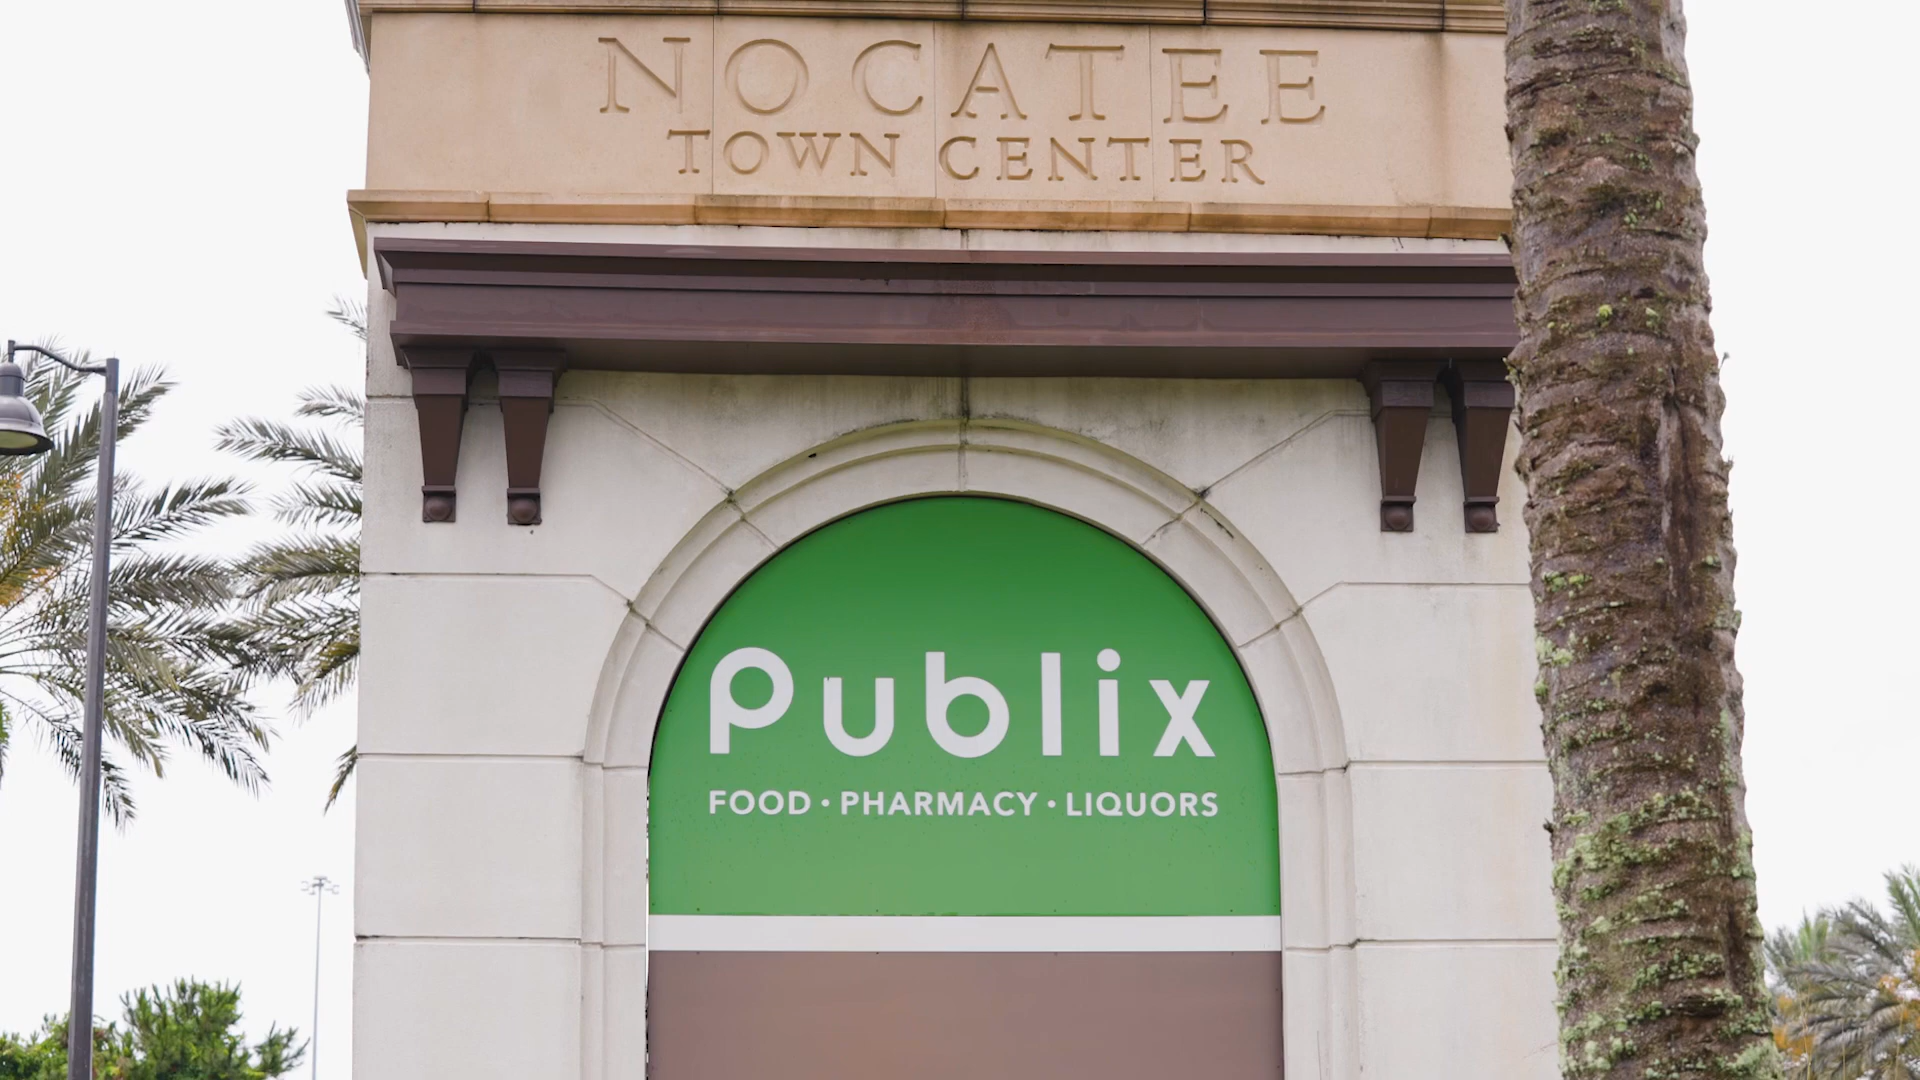 NOCATEE
TOWN CENTER
Publix
FOOD • PHARMACY • LIQUORS